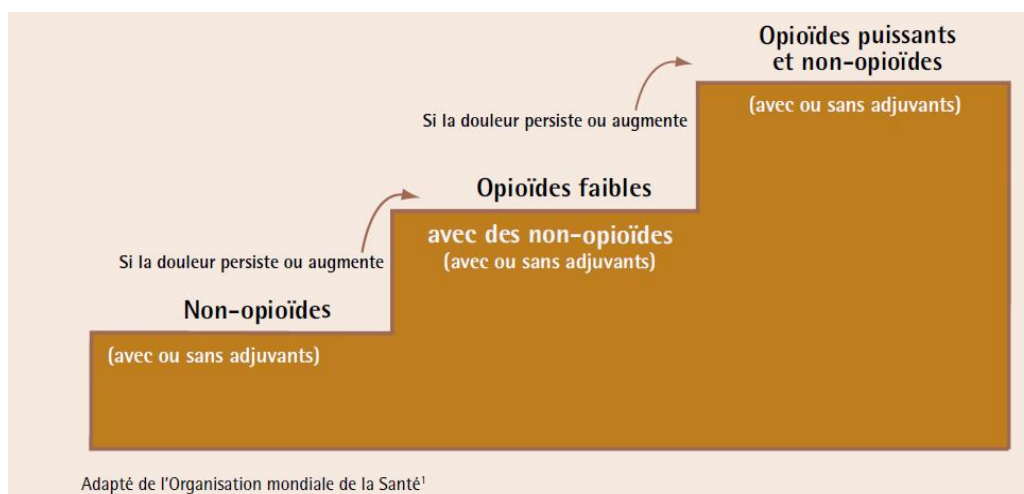 Opioïdes puissants
et non-opioïdes
(avec ou sans adjuvants)
Si la douleur persiste ou augmente
Opioïdes faibles
avec des non-opioïdes
(avec ou sans adjuvants)
Si la douleur persiste ou augmente
Non-opioïdes
(avec ou sans adjuvants)
Adapté de l'Organisation mondiale de la Santé¹